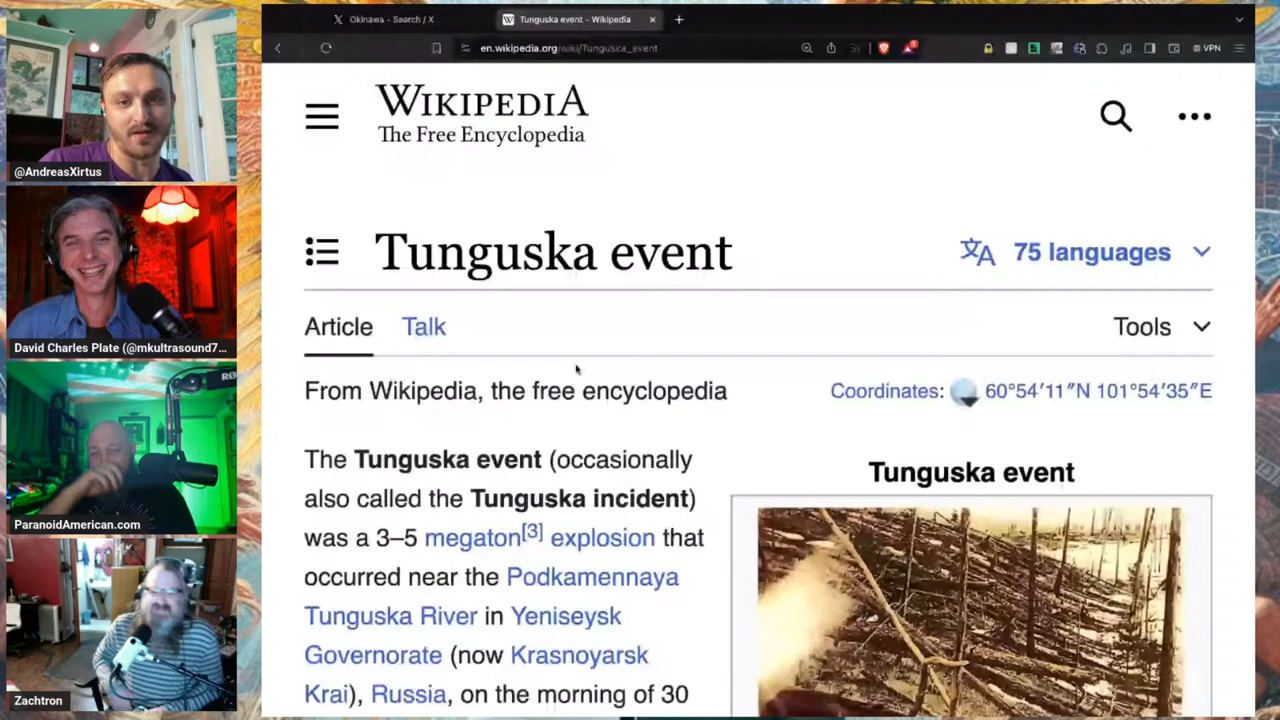 Okinawa - Search / X
Tunguska event - Wikipedia
en.wikipedia.org/wiki/Tunguska_event
VPN
WIKIPEDIA
The Free Encyclopedia
Tunguska event
75 languages
Article
Talk
Tools
From Wikipedia, the free encyclopedia
Coordinates: 60°54′11″N 101°54′35″E
The Tunguska event (occasionally
also called the Tunguska incident)
was a 3–5 megaton[3] explosion that
occurred near the Podkamennaya
Tunguska River in Yeniseysk
Governorate (now Krasnoyarsk
Krai), Russia, on the morning of 30
Tunguska event
@AndreasXirtus
David Charles Plate (@mkultrasound7...
ParanoidAmerican.com
Zachtron